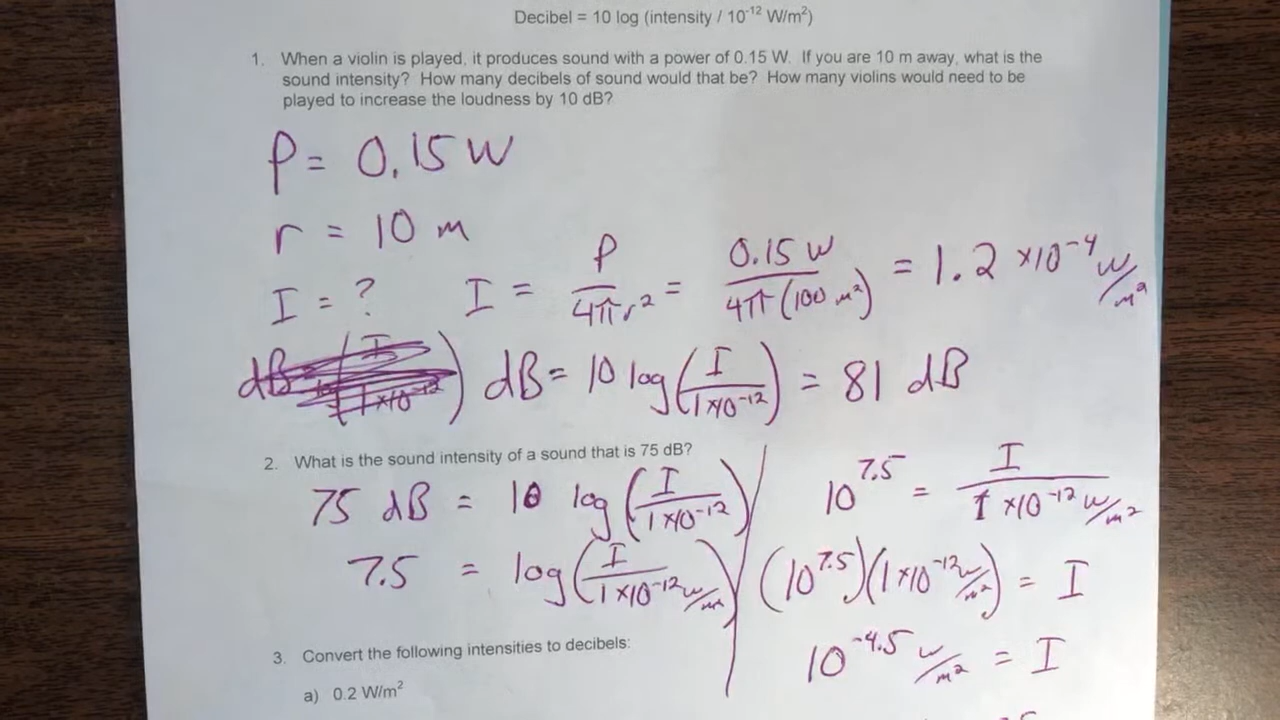 Decibel = 10 log (intensity / 10⁻¹² W/m²)
1. When a violin is played, it produces sound with a power of 0.15 W. If you are 10 m away, what is the
sound intensity? How many decibels of sound would that be? How many violins would need to be
played to increase the loudness by 10 dB?
P = 0.15 W
r = 10 m
I = ? I = P / 4πr² = 0.15 W / 4π(100 m²) = 1.2 × 10⁻⁴ W/m²
dB = 10 log(I / 1×10⁻¹²) = 81 dB
2. What is the sound intensity of a sound that is 75 dB?
75 dB = 10 log(I / 1×10⁻¹²)
7.5 = log(I / 1×10⁻¹² W/m²)
10^7.5 = I / 1×10⁻¹² W/m²
(10^7.5)(1×10⁻¹² W/m²) = I
10^-4.5 W/m² = I
3. Convert the following intensities to decibels:
a) 0.2 W/m²